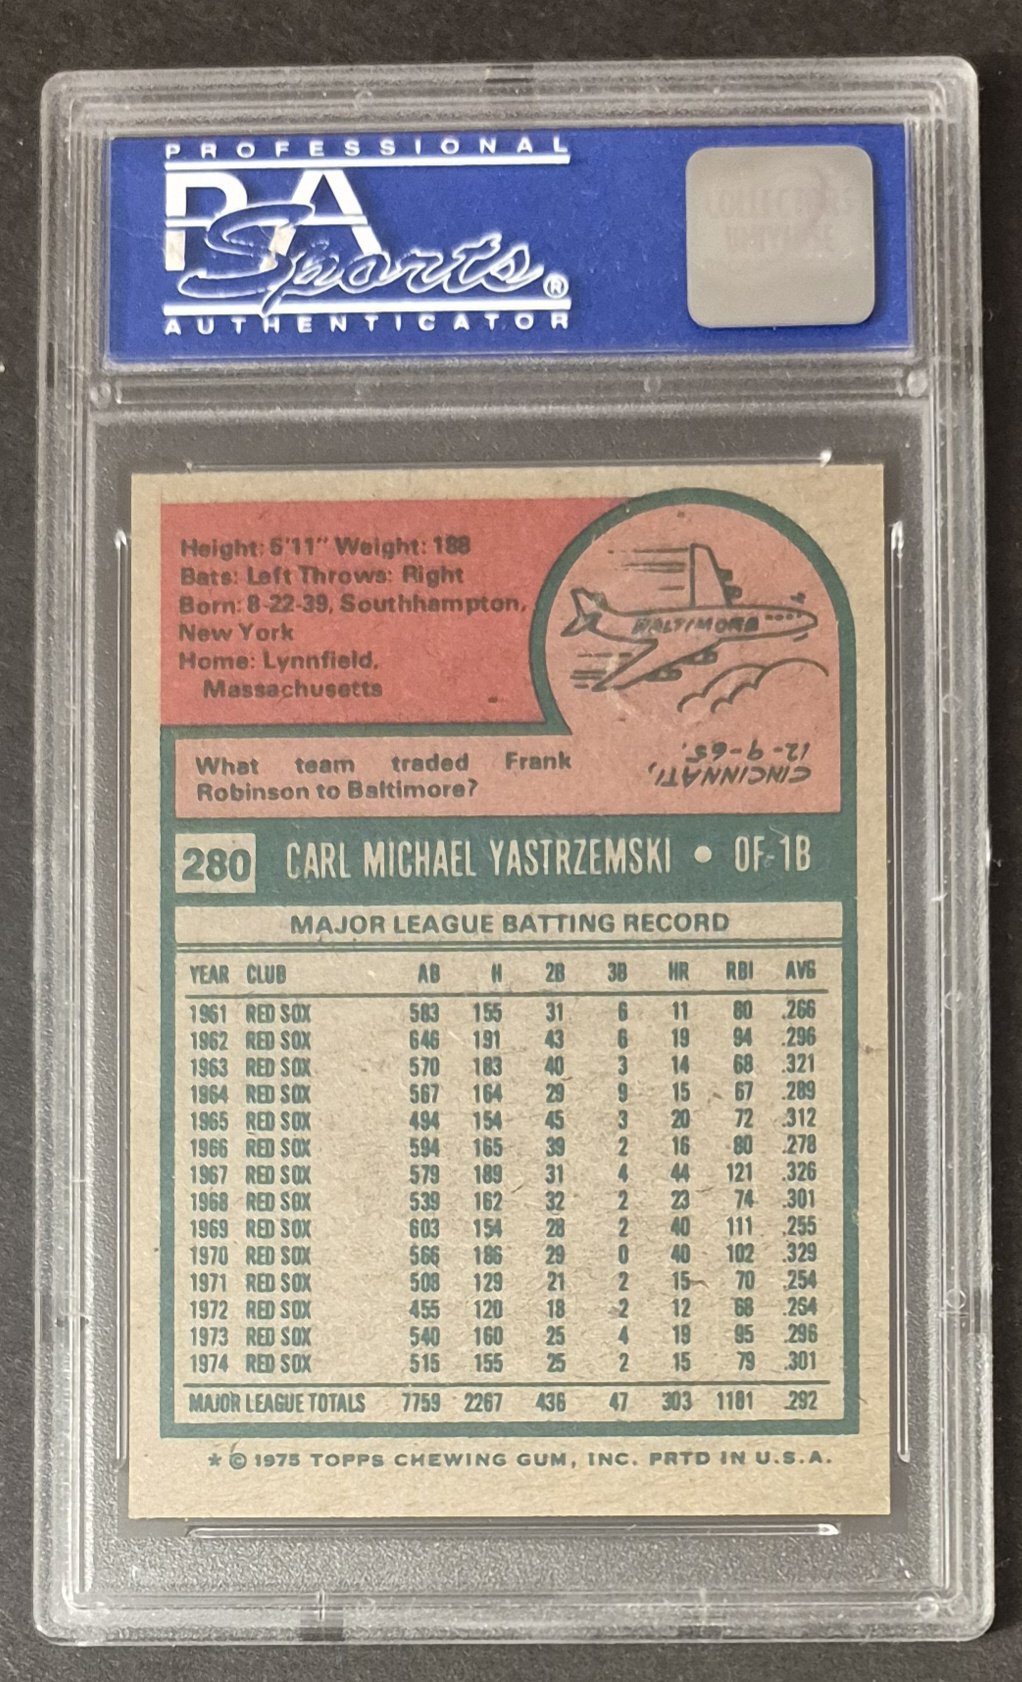 PROFESSIONAL
PSA
Sports®
AUTHENTICATOR
Height: 5'11" Weight: 188
Bats: Left Throws: Right
Born: 8-22-39, Southhampton,
New York
Home: Lynnfield,
Massachusetts
BALTIMORE
What team traded Frank
Robinson to Baltimore?
CINCINNATI,
12-9-65.
280 CARL MICHAEL YASTRZEMSKI • OF-1B
MAJOR LEAGUE BATTING RECORD
YEAR CLUB AB H 2B 3B HR RBI AVG
1961 RED SOX 583 155 31 6 11 80 .266
1962 RED SOX 646 191 43 6 19 94 .296
1963 RED SOX 570 183 40 3 14 68 .321
1964 RED SOX 567 164 29 9 15 67 .289
1965 RED SOX 494 154 45 3 20 72 .312
1966 RED SOX 594 165 39 2 16 80 .278
1967 RED SOX 579 189 31 4 44 121 .326
1968 RED SOX 539 162 32 2 23 74 .301
1969 RED SOX 603 154 28 2 40 111 .255
1970 RED SOX 566 186 29 0 40 102 .329
1971 RED SOX 508 129 21 2 15 70 .254
1972 RED SOX 455 120 18 2 12 68 .264
1973 RED SOX 540 160 25 4 19 95 .296
1974 RED SOX 515 155 25 2 15 79 .301
MAJOR LEAGUE TOTALS 7759 2267 436 47 303 1181 .292
* © 1975 TOPPS CHEWING GUM, INC. PRTD IN U.S.A.